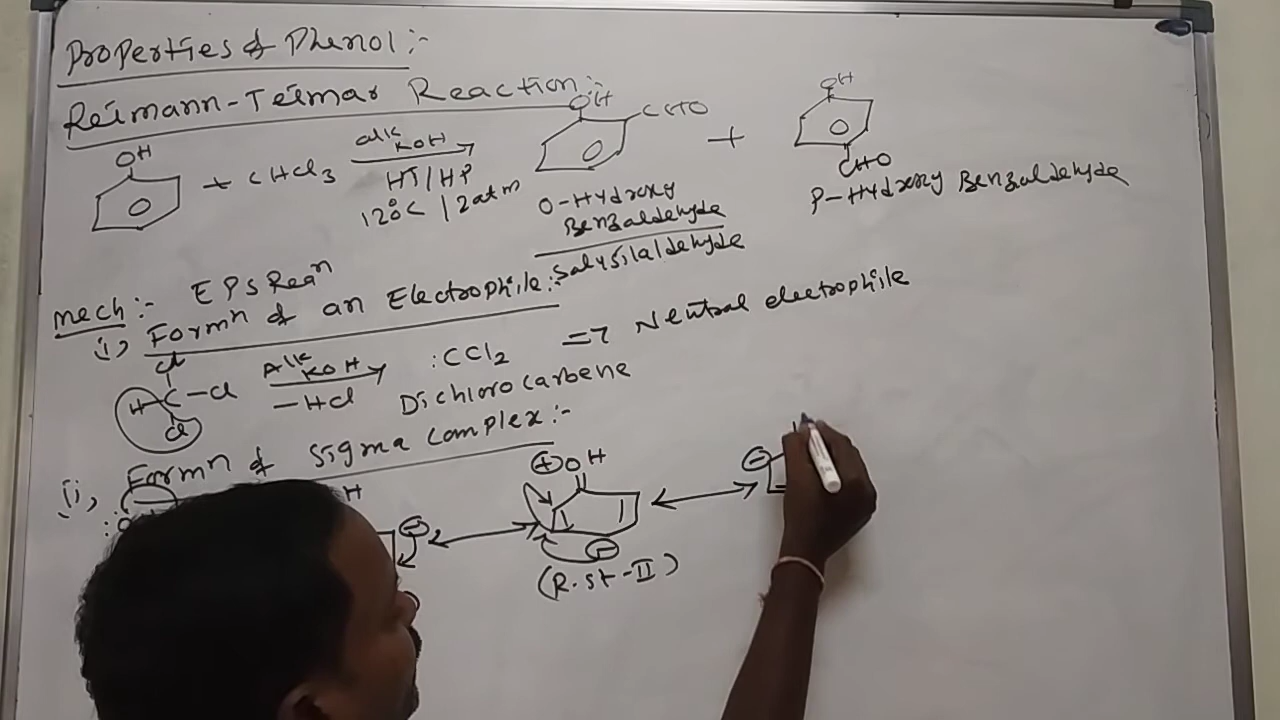 Properties of Phenol:-
Reimann-Teimar Reaction:-
OH + CHCl3 alk KOH HT/HP 120°C / 2atm OH CHO + OH CHO
O-Hydroxy Benzaldehyde
Salysilaldehyde
P-Hydroxy Benzaldehyde
Mech:- EPS Reaⁿ
i, Formⁿ of an Electrophile:-
Cl H-C-Cl Cl Alk KOH -HCl :CCl2 => Neutral electrophile
Dichlorocarbene
ii, Formⁿ of Sigma Complex:-
H ⊖ ⊕OH ⊖ ⊖
(R.st-II)